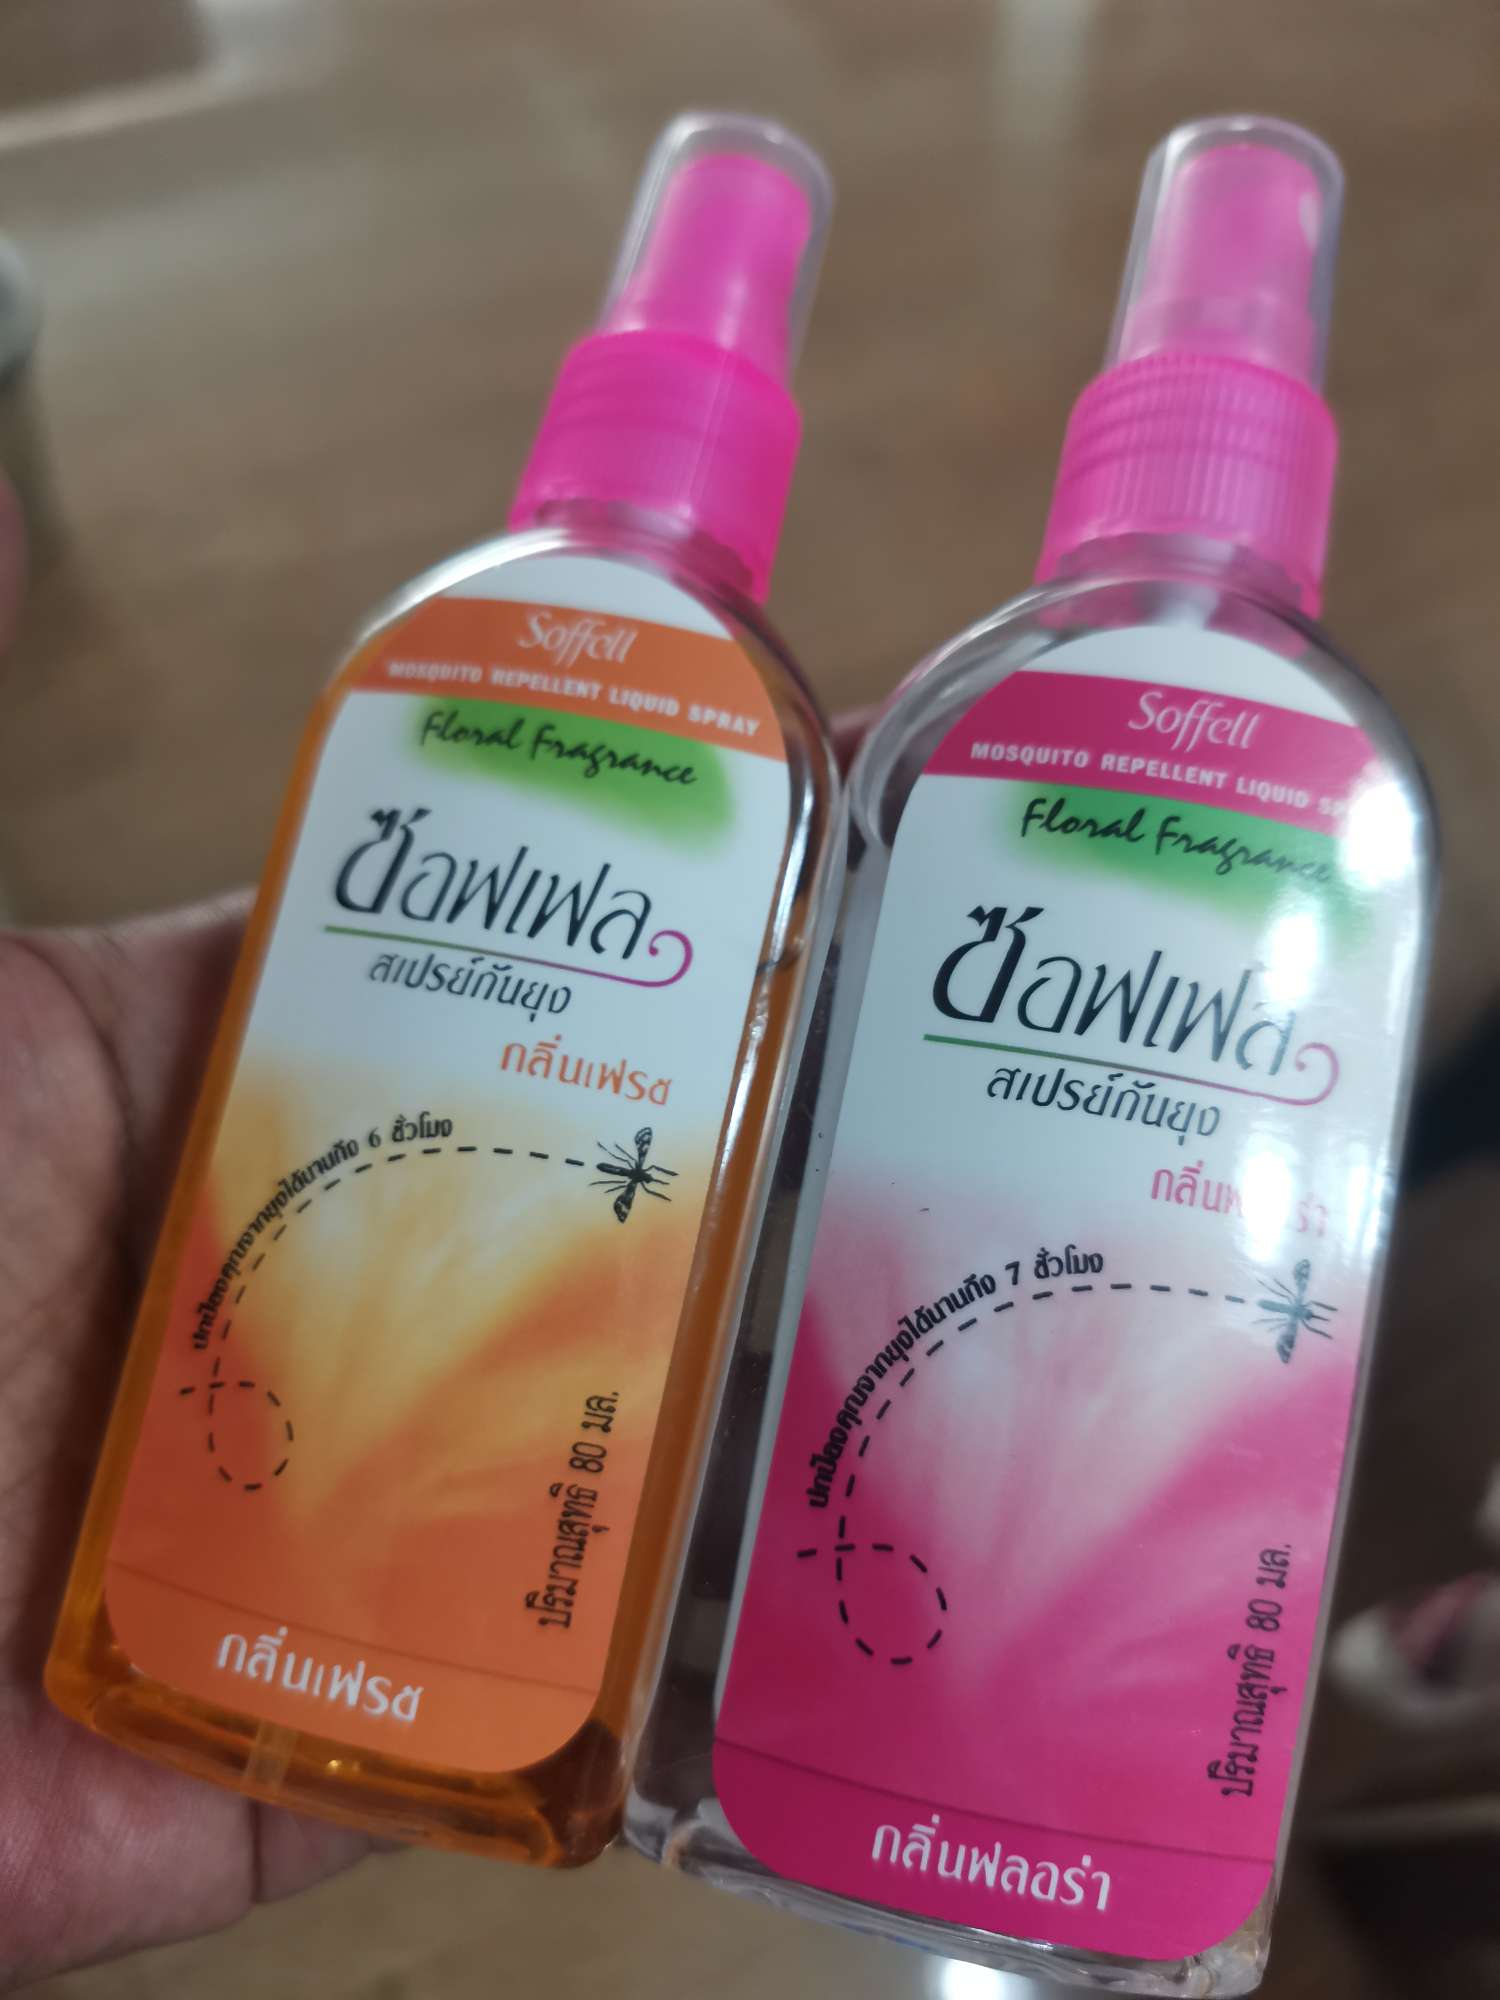 Soffell
MOSQUITO REPELLENT LIQUID SPRAY
Floral Fragrance
ซอฟเฟล
สเปรย์กันยุง
กลิ่นเฟรช
ปกป้องคุณจากยุงได้นานถึง 6 ชั่วโมง
ปริมาณสุทธิ 80 มล.
กลิ่นเฟรช
Soffell
MOSQUITO REPELLENT LIQUID
Floral Fragrance
ซอฟเฟล
สเปรย์กันยุง
ปกป้องคุณจากยุงได้นานถึง 7 ชั่วโมง
ปริมาณสุทธิ 80 มล.
กลิ่นฟลอร่า